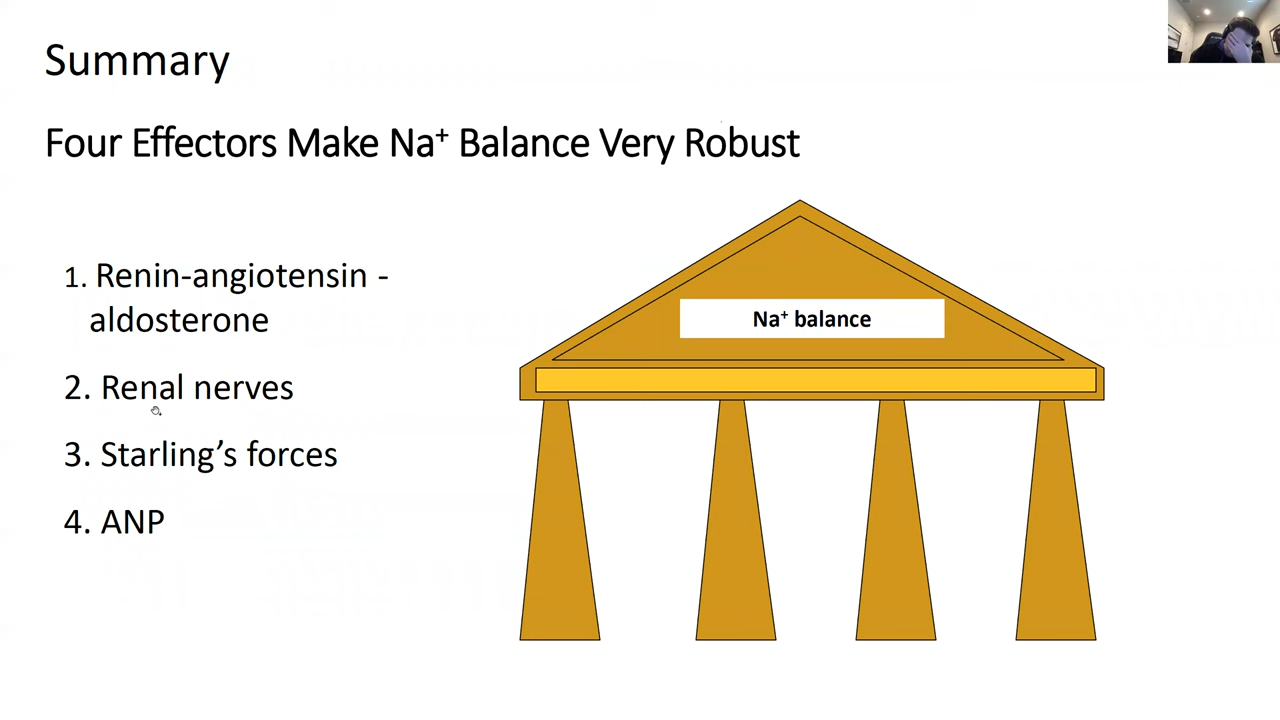 Summary
Four Effectors Make Na⁺ Balance Very Robust
1. Renin-angiotensin -
aldosterone
2. Renal nerves
3. Starling’s forces
4. ANP
Na⁺ balance